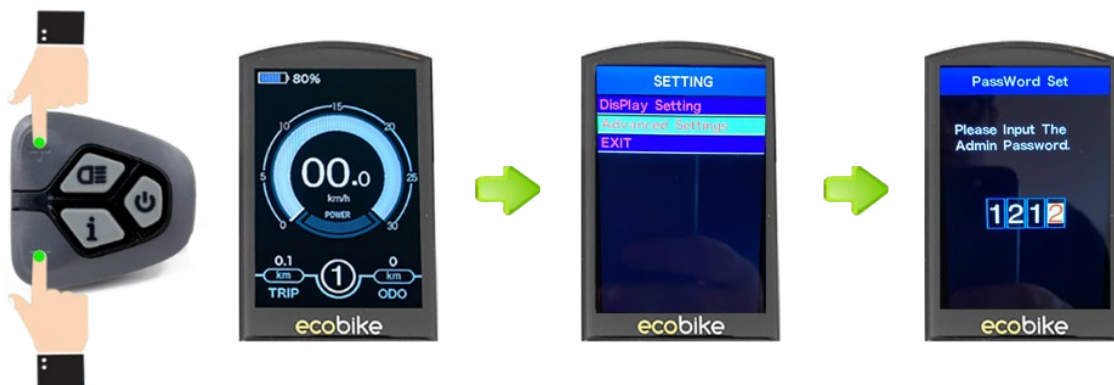 80%
15
10
20
5
25
00.0
km/h
POWER
0
30
0.1
0
km
km
1
TRIP
ODO
ecobike
SETTING
DisPlay Setting
Advanced Settings
EXIT
ecobike
PassWord Set
Please Input The
Admin Password.
1212
ecobike
i